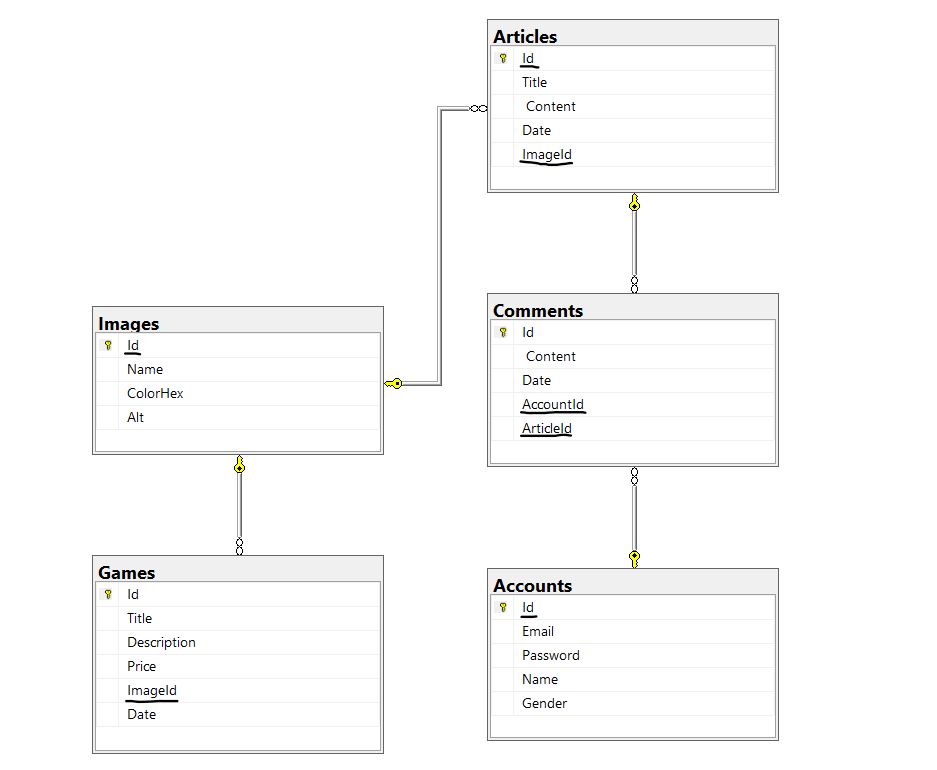 Articles
Id
Title
Content
Date
ImageId
Images
Id
Name
ColorHex
Alt
Comments
Id
Content
Date
AccountId
ArticleId
Games
Id
Title
Description
Price
ImageId
Date
Accounts
Id
Email
Password
Name
Gender